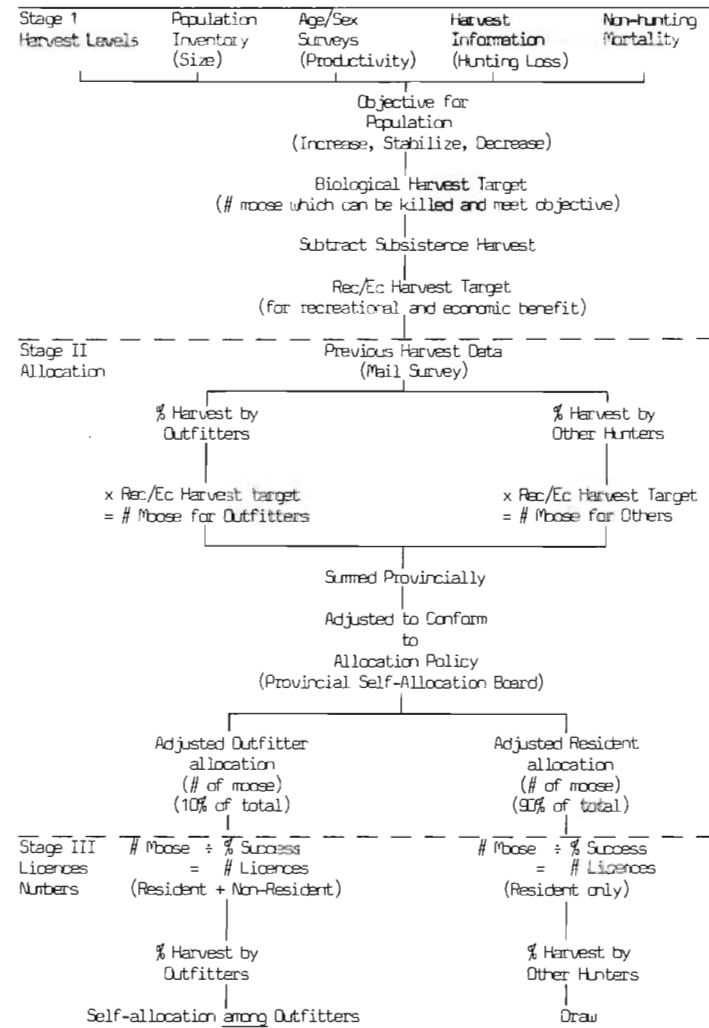 Stage 1 Population Age/Sex Harvest Non-hunting
Harvest Levels Inventory Surveys Information Mortality
(Size) (Productivity) (Hunting Loss)
Objective for
Population
(Increase, Stabilize, Decrease)
Biological Harvest Target
(# moose which can be killed and meet objective)
Subtract Subsistence Harvest
Rec/Ec Harvest Target
(for recreational and economic benefit)
Stage II Previous Harvest Data
Allocation (Mail Survey)
% Harvest by % Harvest by
Outfitters Other Hunters
x Rec/Ec Harvest target x Rec/Ec Harvest Target
= # Moose for Outfitters = # Moose for Others
Summed Provincially
Adjusted to Conform
to
Allocation Policy
(Provincial Self-Allocation Board)
Adjusted Outfitter Adjusted Resident
allocation allocation
(# of moose) (# of moose)
(10% of total) (90% of total)
Stage III # Moose ÷ % Success # Moose ÷ % Success
Licences = # Licences = # Licences
Numbers (Resident + Non-Resident) (Resident only)
% Harvest by % Harvest by
Outfitters Other Hunters
Self-allocation among Outfitters Draw